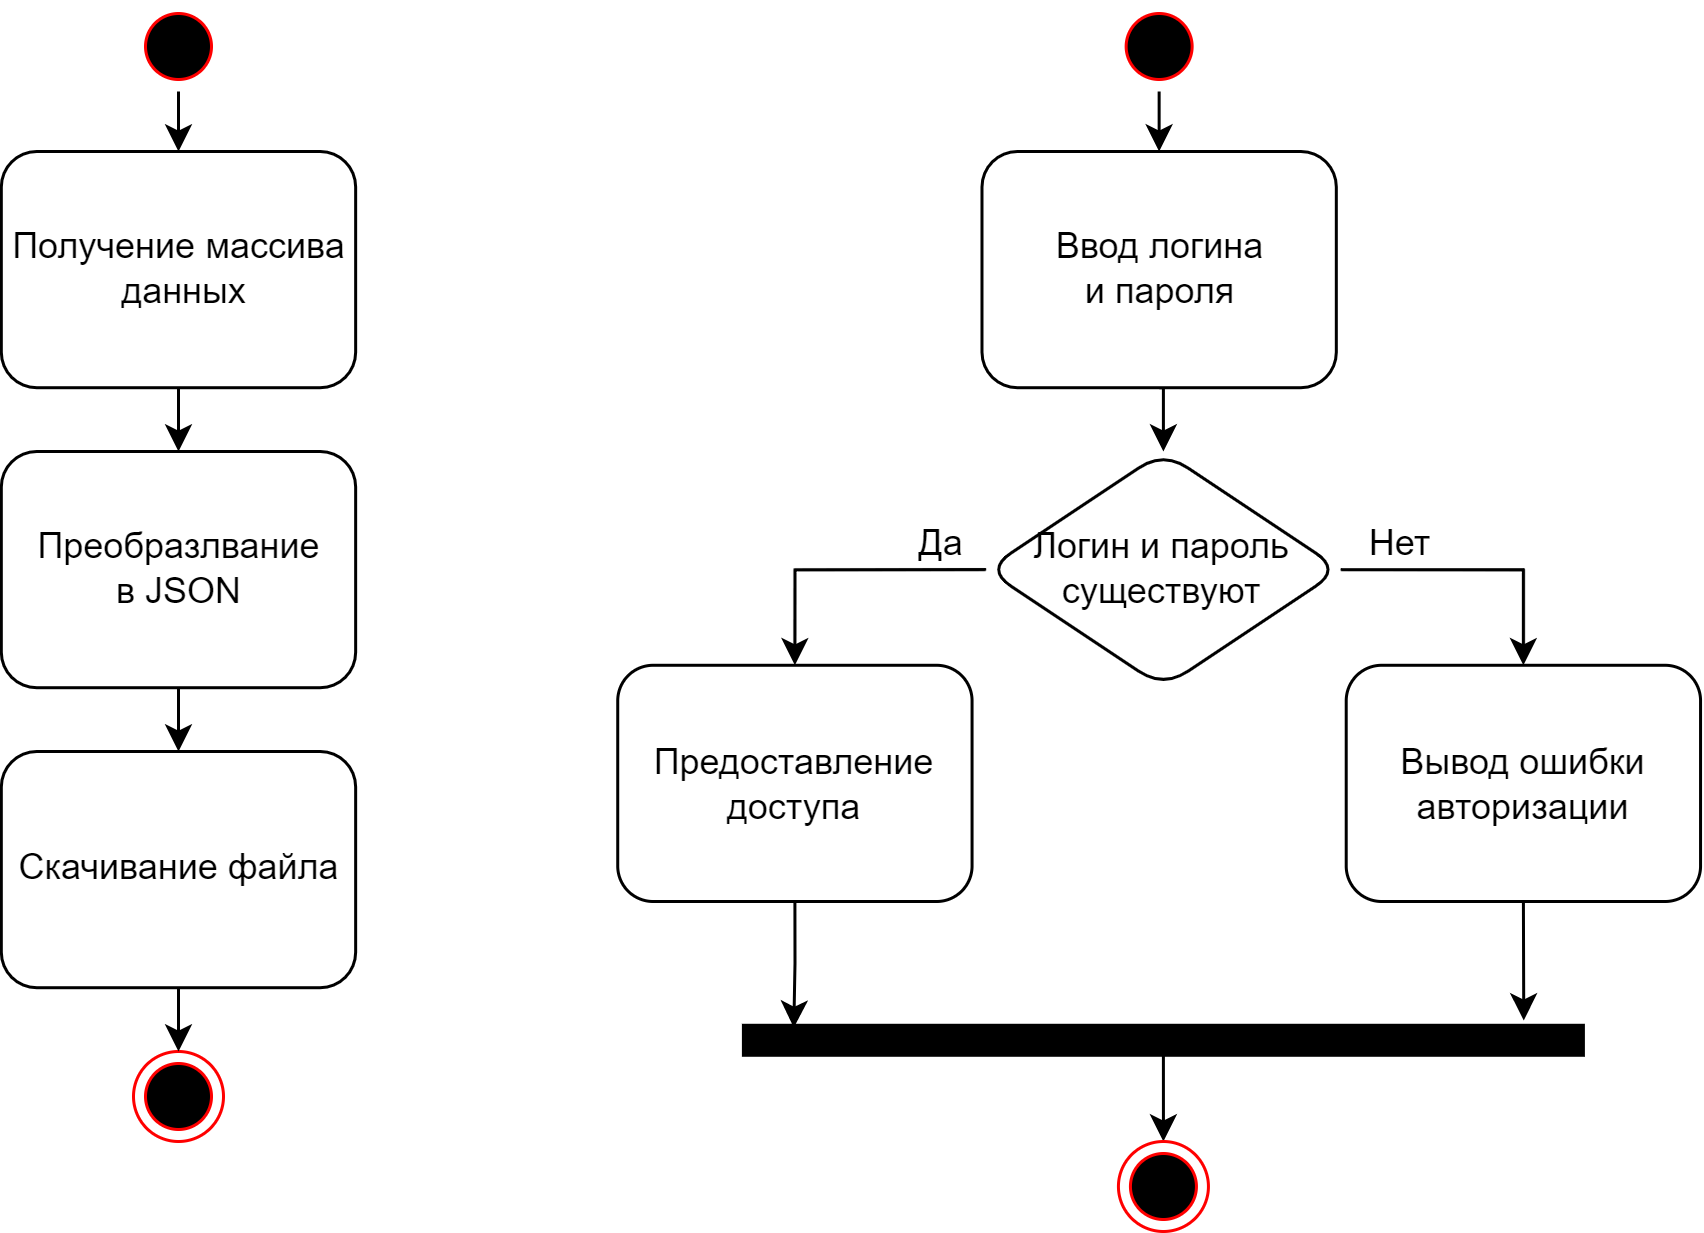 Получение массива
данных
Преобразлвание
в JSON
Скачивание файла
Ввод логина
и пароля
Да
Логин и пароль
существуют
Нет
Предоставление
доступа
Вывод ошибки
авторизации